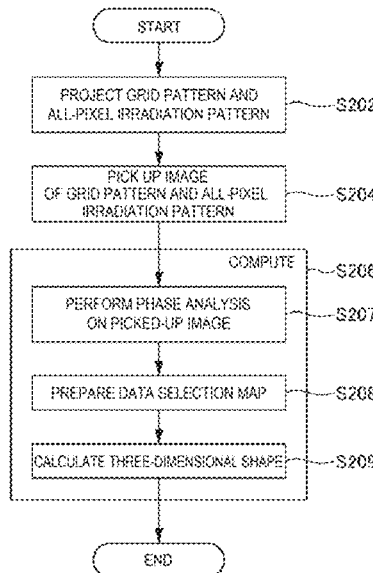 START
PROJECT GRID PATTERN AND
ALL-PIXEL IRRADIATION PATTERN
S202
PICK UP IMAGE
OF GRID PATTERN AND ALL-PIXEL
IRRADIATION PATTERN
S204
COMPUTE
S206
PERFORM PHASE ANALYSIS
ON PICKED-UP IMAGE
S207
PREPARE DATA SELECTION MAP
S208
CALCULATE THREE-DIMENSIONAL SHAPE
S209
END